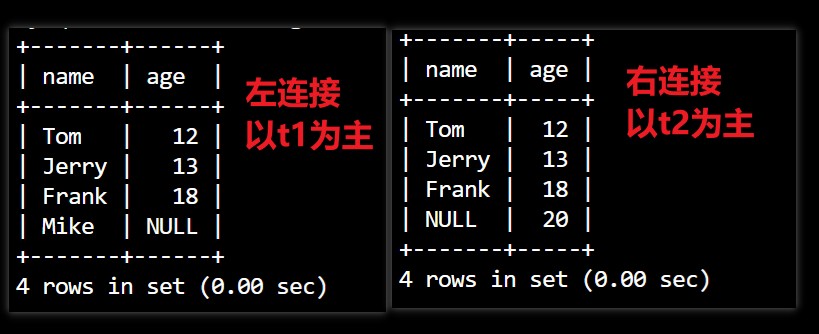 +-------+------+
| name  | age  |
+-------+------+
| Tom   |   12 |
| Jerry |   13 |
| Frank |   18 |
| Mike  | NULL |
+-------+------+
4 rows in set (0.00 sec)
左连接
以t1为主
+-------+-----+
| name  | age |
+-------+-----+
| Tom   |  12 |
| Jerry |  13 |
| Frank |  18 |
| NULL  |  20 |
+-------+-----+
4 rows in set (0.00 sec)
右连接
以t2为主